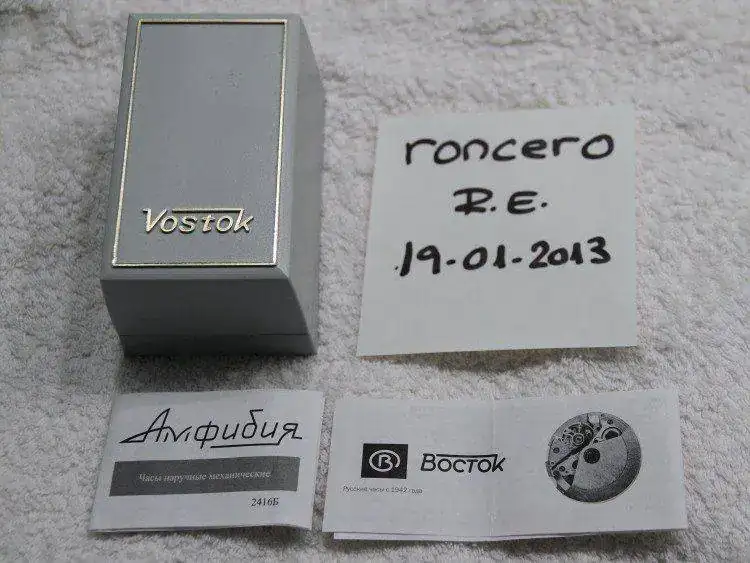 Vostok
roncero
R.E.
19-01-2013
Амфибия
Часы наручные механические
2416Б
В Восток
Русские часы с 1942 года